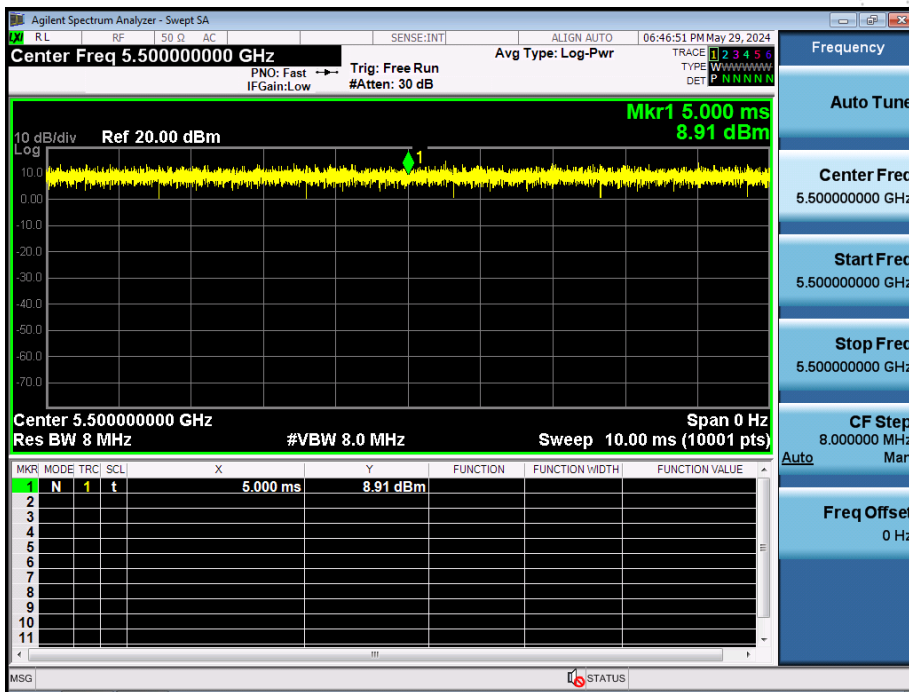 Agilent Spectrum Analyzer - Swept SA
LXI RL RF 50 Ω AC SENSE:INT ALIGN AUTO 06:46:51 PM May 29, 2024
Center Freq 5.500000000 GHz
PNO: Fast
IFGain:Low
Trig: Free Run
#Atten: 30 dB
Avg Type: Log-Pwr
TRACE 1 2 3 4 5 6
TYPE WWWWWW
DET P N N N N N
Mkr1 5.000 ms
8.91 dBm
10 dB/div Ref 20.00 dBm
Log
1
10.0
0.00
-10.0
-20.0
-30.0
-40.0
-50.0
-60.0
-70.0
Center 5.500000000 GHz Span 0 Hz
Res BW 8 MHz #VBW 8.0 MHz Sweep 10.00 ms (10001 pts)
MKR MODE TRC SCL X Y FUNCTION FUNCTION WIDTH FUNCTION VALUE
1 N 1 t 5.000 ms 8.91 dBm
2
3
4
5
6
7
8
9
10
11
MSG STATUS
Frequency
Auto Tune
Center Freq
5.500000000 GHz
Start Freq
5.500000000 GHz
Stop Freq
5.500000000 GHz
CF Step
8.000000 MHz
Auto Man
Freq Offset
0 Hz